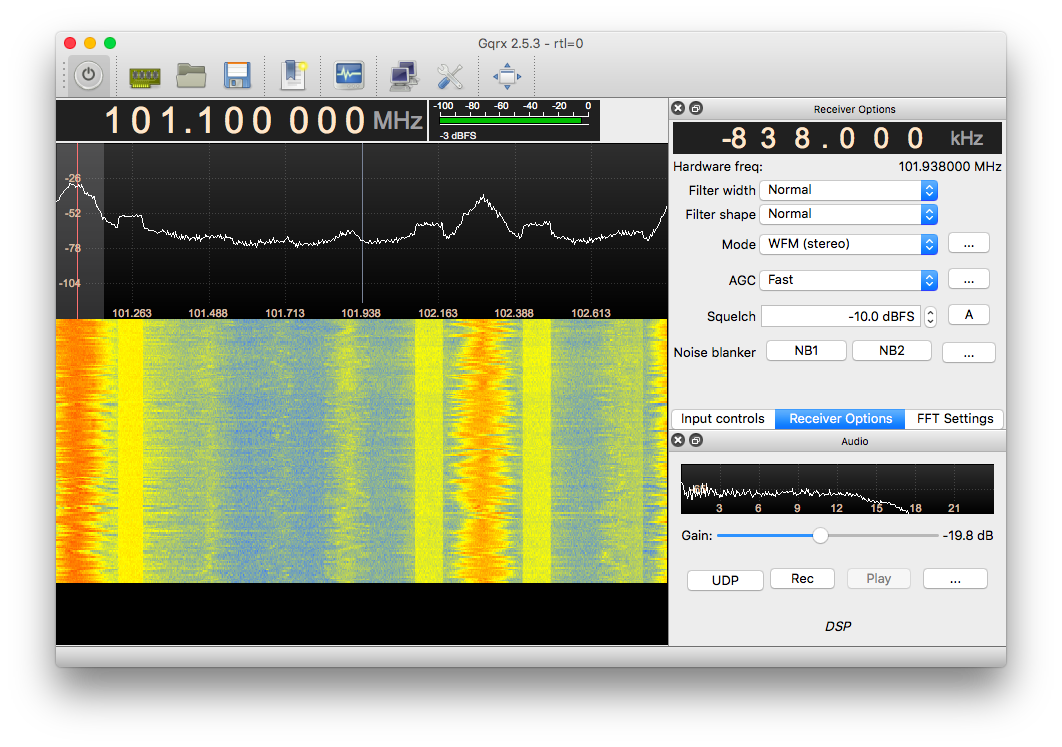 Gqrx 2.5.3 - rtl=0
101.100 000 MHz
-100 -80 -60 -40 -20 0
-3 dBFS
-26
-52
-78
-104
101.263 101.488 101.713 101.938 102.163 102.388 102.613
Receiver Options
-838.000 kHz
Hardware freq: 101.938000 MHz
Filter width Normal
Filter shape Normal
Mode WFM (stereo) ...
AGC Fast ...
Squelch -10.0 dBFS A
Noise blanker NB1 NB2 ...
Input controls Receiver Options FFT Settings
Audio
3 6 9 12 15 18 21
Gain: -19.8 dB
UDP Rec Play ...
DSP